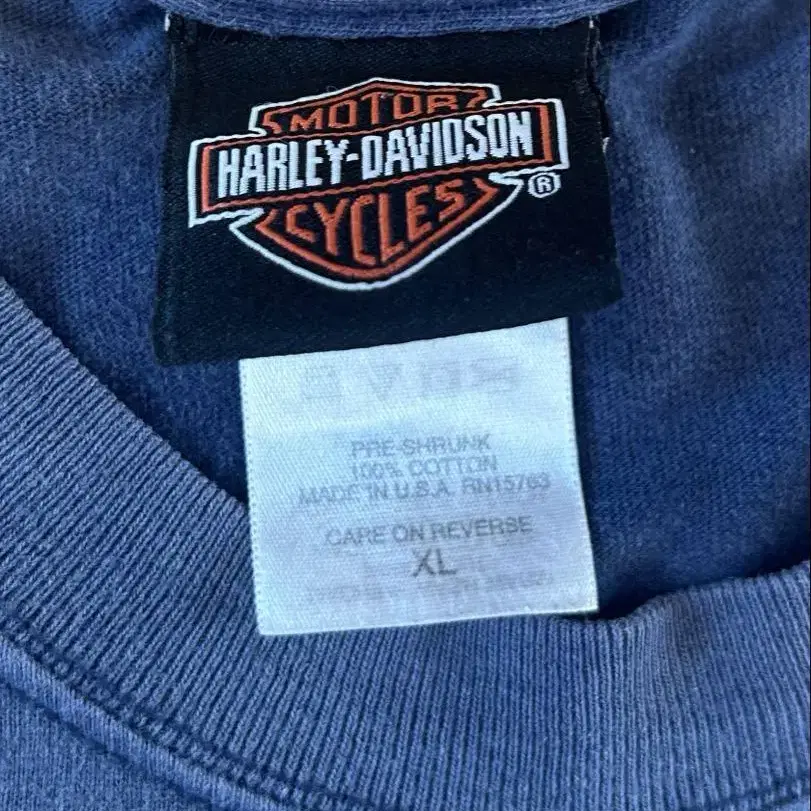 MOTOR
HARLEY-DAVIDSON
CYCLES
®
PRE-SHRUNK
100% COTTON
MADE IN U.S.A. RN15763
CARE ON REVERSE
XL